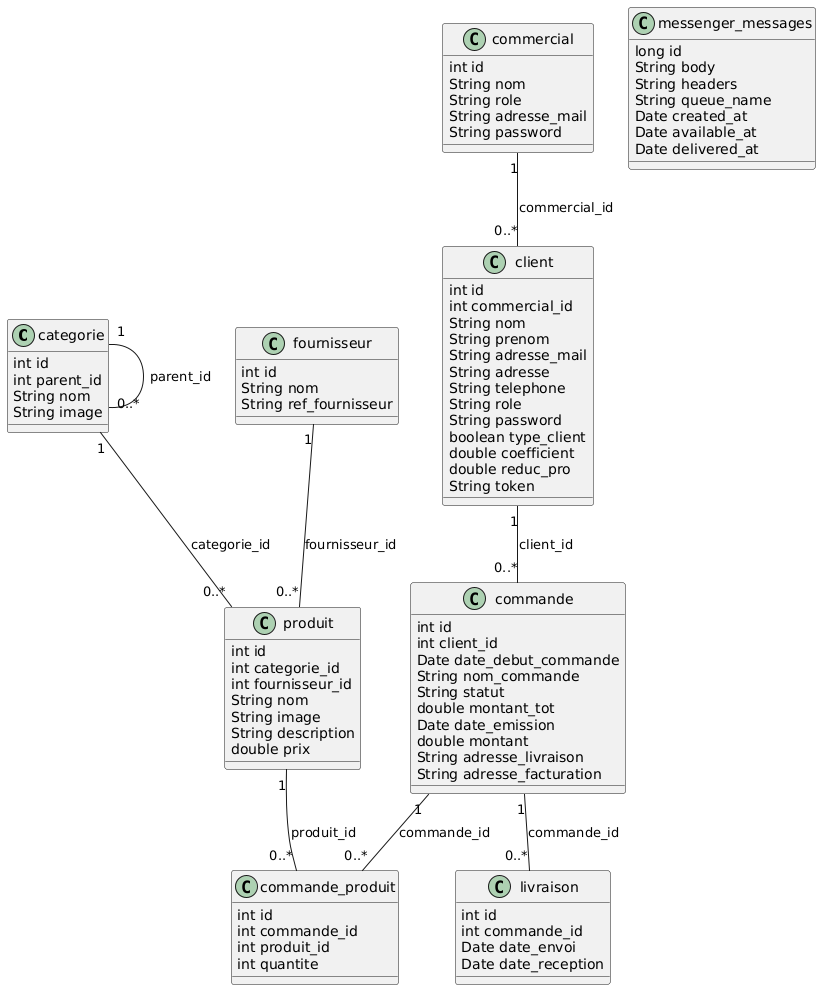 C commercial
int id
String nom
String role
String adresse_mail
String password
C messenger_messages
long id
String body
String headers
String queue_name
Date created_at
Date available_at
Date delivered_at
1
commercial_id
0..*
C client
int id
int commercial_id
String nom
String prenom
String adresse_mail
String adresse
String telephone
String role
String password
boolean type_client
double coefficient
double reduc_pro
String token
C categorie
int id
int parent_id
String nom
String image
1
parent_id
0..*
C fournisseur
int id
String nom
String ref_fournisseur
1
categorie_id
0..*
1
fournisseur_id
0..*
1
client_id
0..*
C produit
int id
int categorie_id
int fournisseur_id
String nom
String image
String description
double prix
C commande
int id
int client_id
Date date_debut_commande
String nom_commande
String statut
double montant_tot
Date date_emission
double montant
String adresse_livraison
String adresse_facturation
1
produit_id
0..*
1
commande_id
0..*
1
commande_id
0..*
C commande_produit
int id
int commande_id
int produit_id
int quantite
C livraison
int id
int commande_id
Date date_envoi
Date date_reception